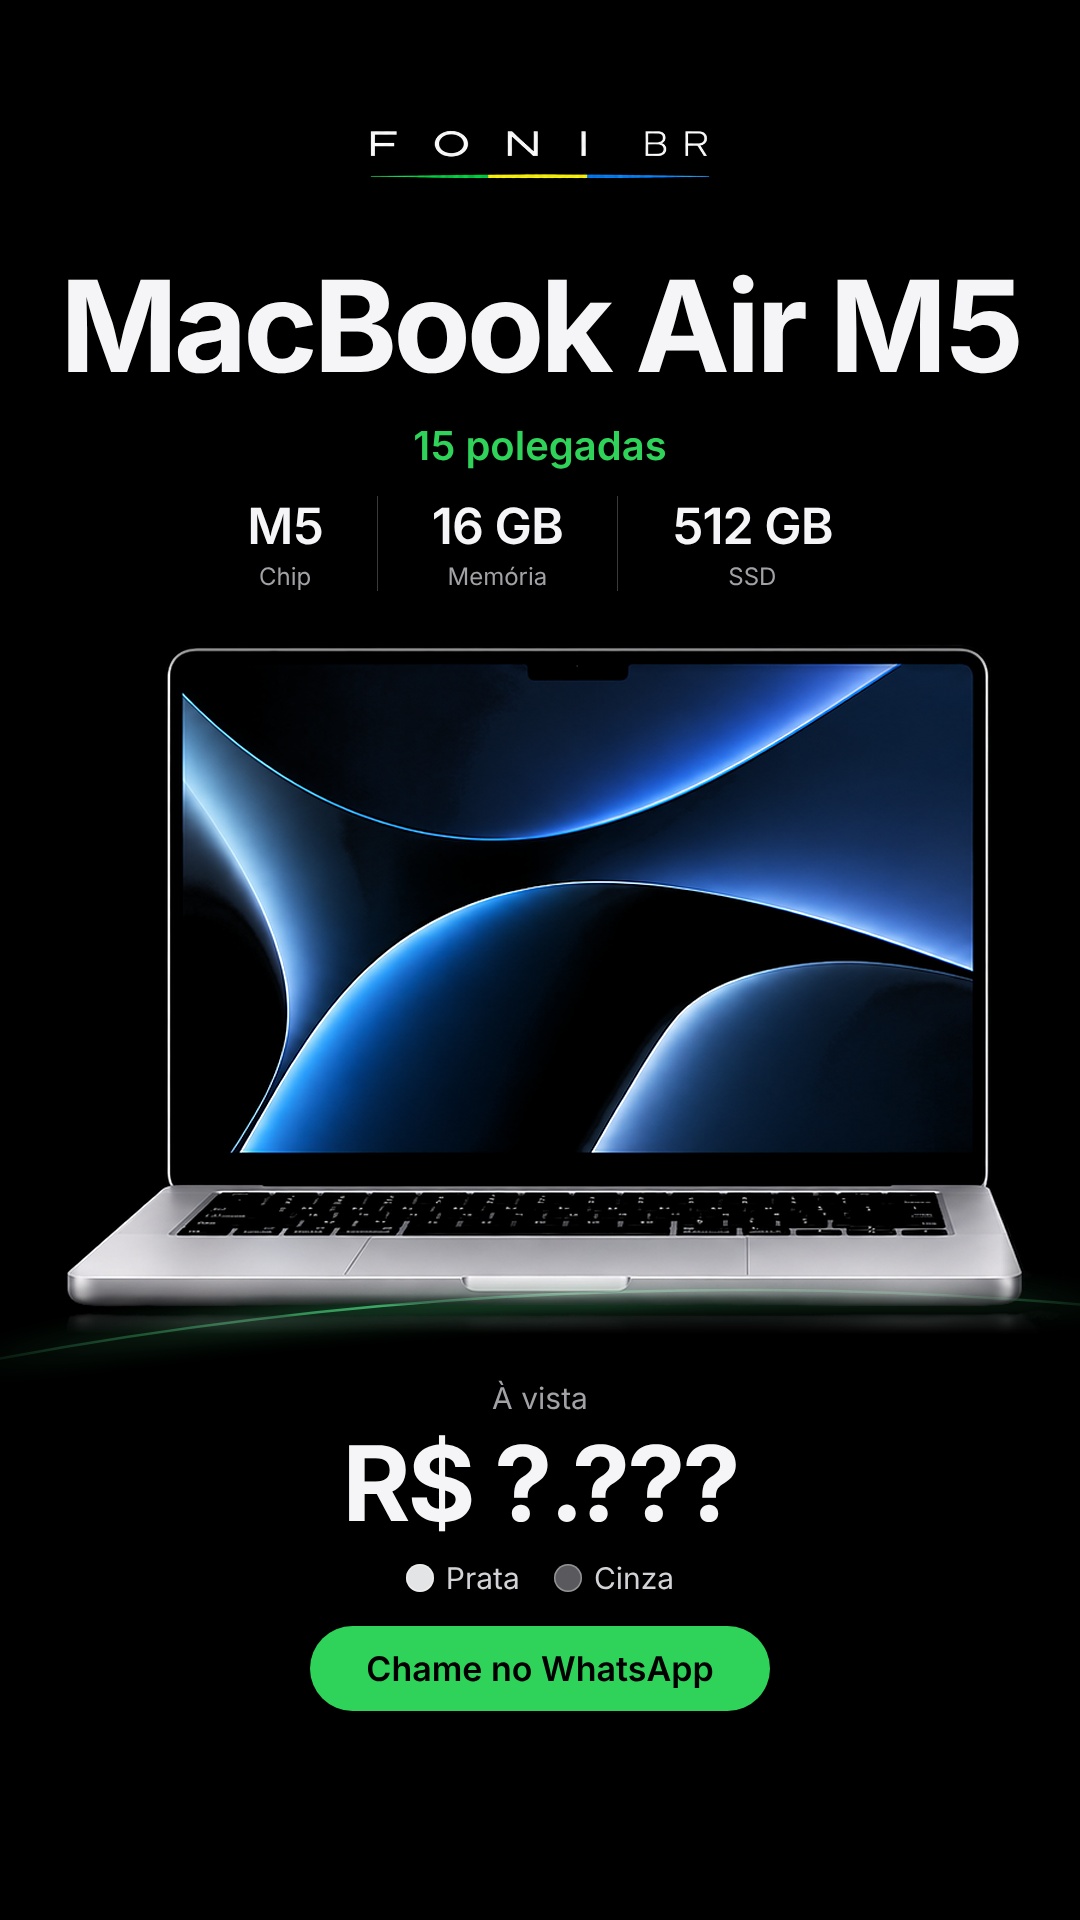 FONI BR
MacBook Air M5
15 polegadas
M5
Chip
16 GB
Memória
512 GB
SSD
À vista
R$ ?.???
Prata
Cinza
Chame no WhatsApp